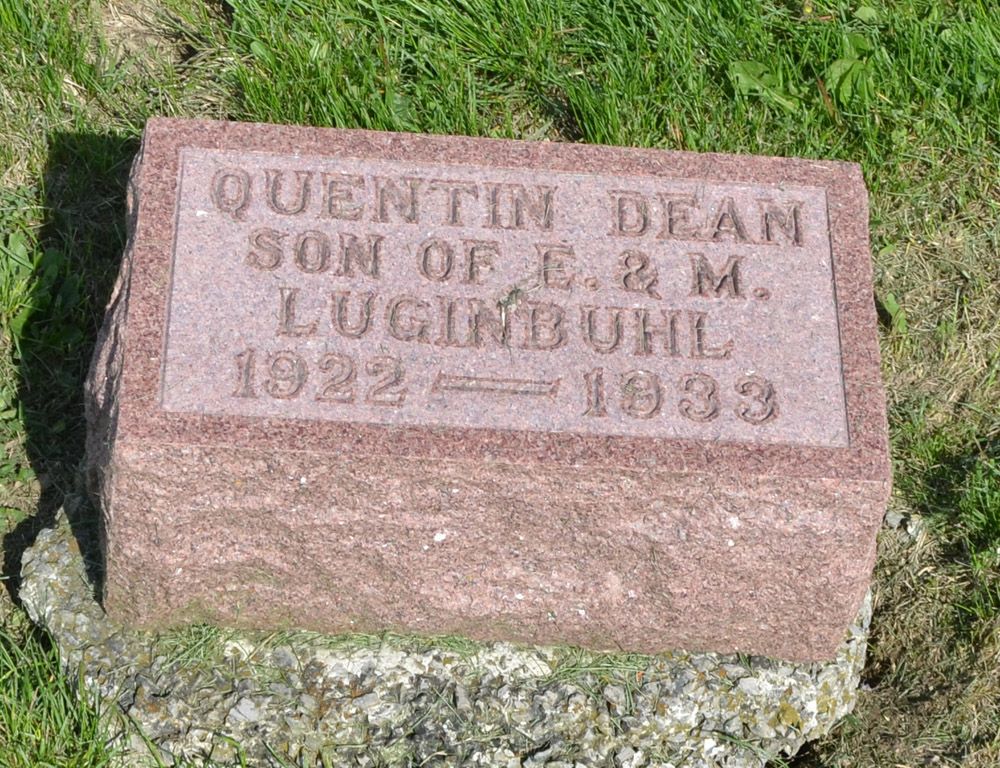 QUENTIN DEAN
SON OF E. & M.
LUGINBUHL
1922 — 1933